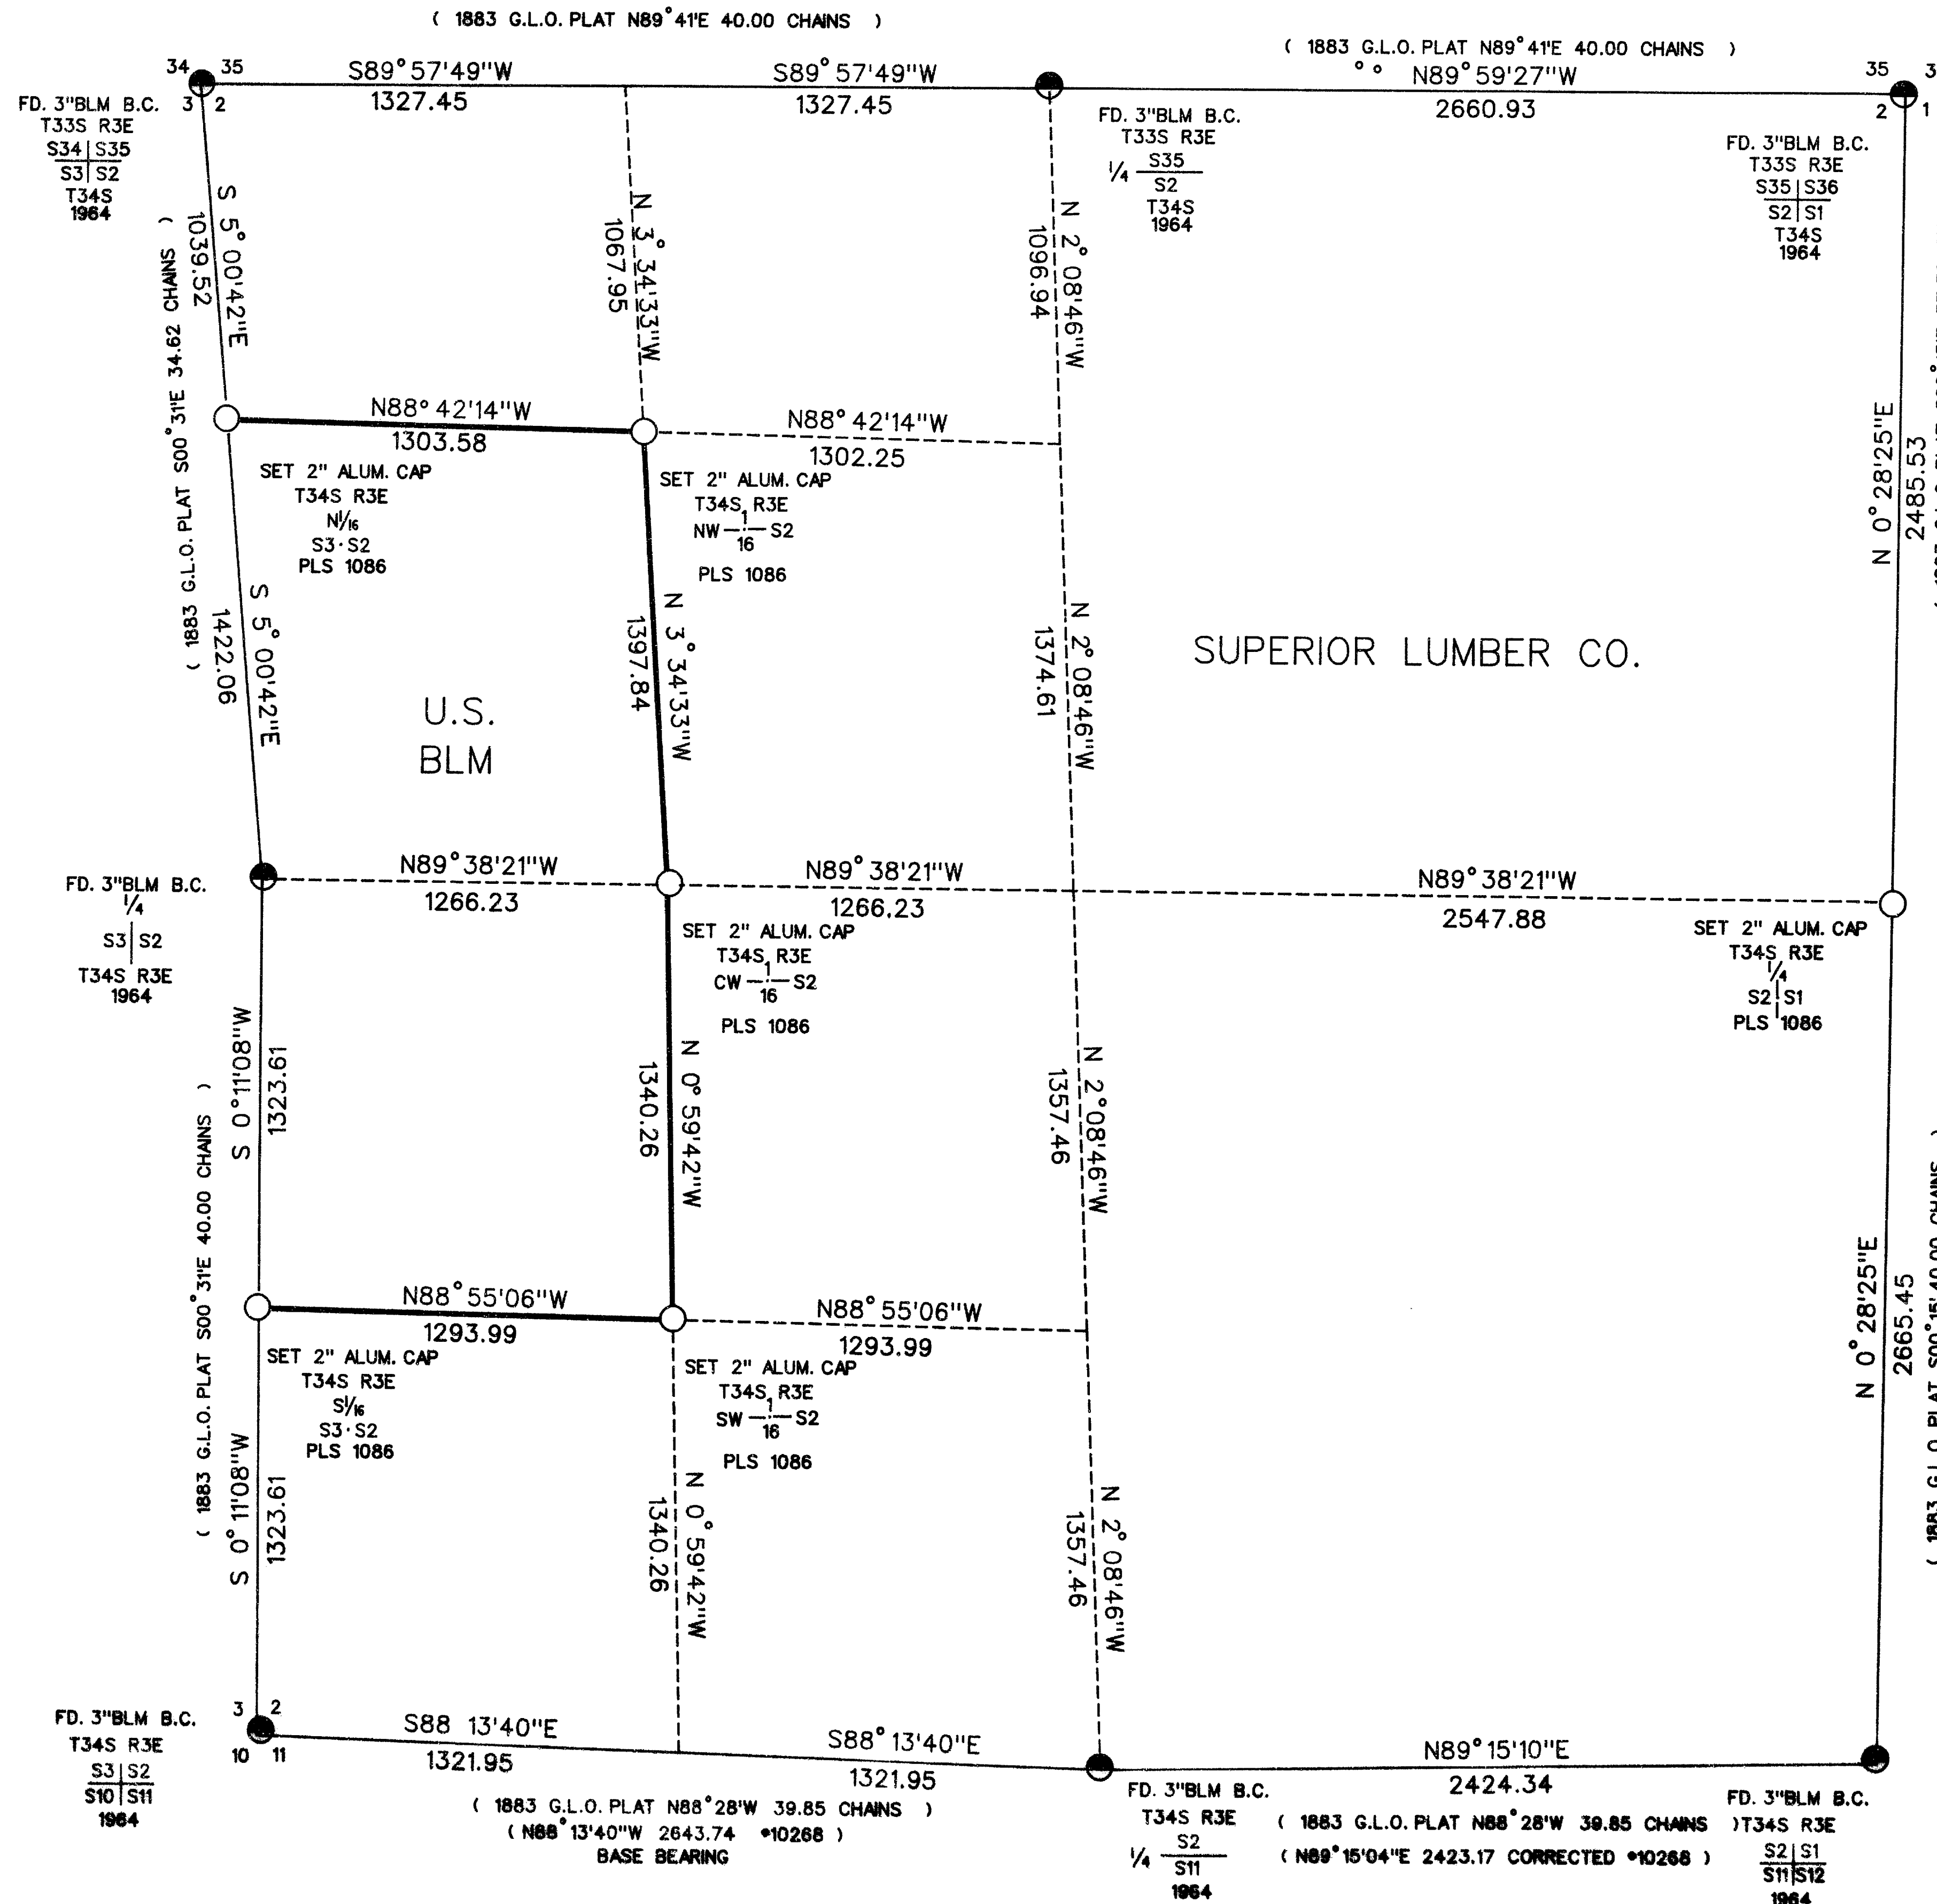 ( 1883 G.L.O. PLAT N89°41'E 40.00 CHAINS )
( 1883 G.L.O. PLAT N89°41'E 40.00 CHAINS )
34 35
3 2
S89°57'49"W
1327.45
S89°57'49"W
1327.45
N89°59'27"W
2660.93
35 3
2 1
FD. 3"BLM B.C.
T33S R3E
S34 | S35
S3 | S2
T34S
1964
FD. 3"BLM B.C.
T33S R3E
1/4 S35
S2
T34S
1964
FD. 3"BLM B.C.
T33S R3E
S35 | S36
S2 | S1
T34S
1964
( 1883 G.L.O. PLAT S00°31'E 34.62 CHAINS )
S 5°00'42"E
1039.52
N 3°34'33"W
1067.95
N 2°08'46"W
1096.94
N 0°28'25"E
2485.53
N88°42'14"W
1303.58
N88°42'14"W
1302.25
SET 2" ALUM. CAP
T34S R3E
N1/16
S3·S2
PLS 1086
SET 2" ALUM. CAP
T34S R3E
1
NW —·— S2
16
PLS 1086
S 5°00'42"E
1422.06
N 3°34'33"W
1397.84
N 2°08'46"W
1374.61
U.S.
BLM
SUPERIOR LUMBER CO.
N89°38'21"W
1266.23
N89°38'21"W
1266.23
N89°38'21"W
2547.88
FD. 3"BLM B.C.
1/4
S3 | S2
T34S R3E
1964
SET 2" ALUM. CAP
T34S R3E
1
CW —·— S2
16
PLS 1086
SET 2" ALUM. CAP
T34S R3E
1/4
S2 | S1
PLS 1086
( 1883 G.L.O. PLAT S00°31'E 40.00 CHAINS )
S 0°11'08"W
1323.61
N 0°59'42"W
1340.26
N 2°08'46"W
1357.46
N 0°28'25"E
2665.45
( 1883 G.L.O. PLAT S00°15' 40.00 CHAINS )
N88°55'06"W
1293.99
N88°55'06"W
1293.99
SET 2" ALUM. CAP
T34S R3E
S1/16
S3·S2
PLS 1086
SET 2" ALUM. CAP
T34S R3E
1
SW —·— S2
16
PLS 1086
S 0°11'08"W
1323.61
N 0°59'42"W
1340.26
N 2°08'46"W
1357.46
3 2
10 11
FD. 3"BLM B.C.
T34S R3E
S3 | S2
S10 | S11
1964
S88 13'40"E
1321.95
S88°13'40"E
1321.95
N89°15'10"E
2424.34
( 1883 G.L.O. PLAT N88°28'W 39.85 CHAINS )
( N88°13'40"W 2643.74 •10268 )
BASE BEARING
FD. 3"BLM B.C.
T34S R3E
1/4 S2
S11
1964
( 1883 G.L.O. PLAT N88°28'W 39.85 CHAINS )
( N89°15'04"E 2423.17 CORRECTED •10268 )
FD. 3"BLM B.C.
T34S R3E
S2 | S1
S11 | S12
1964